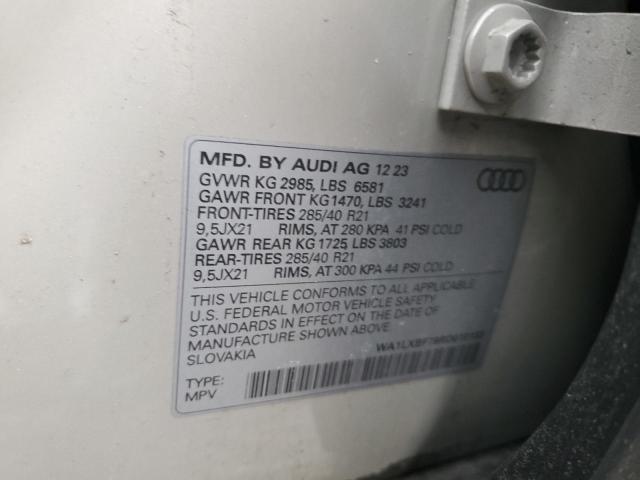 MFD. BY AUDI AG 12 23
GVWR KG 2985, LBS 6581
GAWR FRONT KG1470, LBS 3241
FRONT-TIRES 285/40 R21
9,5JX21 RIMS, AT 280 KPA 41 PSI COLD
GAWR REAR KG 1725, LBS 3803
REAR-TIRES 285/40 R21
9,5JX21 RIMS, AT 300 KPA 44 PSI COLD
THIS VEHICLE CONFORMS TO ALL APPLICABLE
U.S. FEDERAL MOTOR VEHICLE SAFETY
STANDARDS IN EFFECT ON THE DATE OF
MANUFACTURE SHOWN ABOVE
SLOVAKIA
TYPE:
MPV